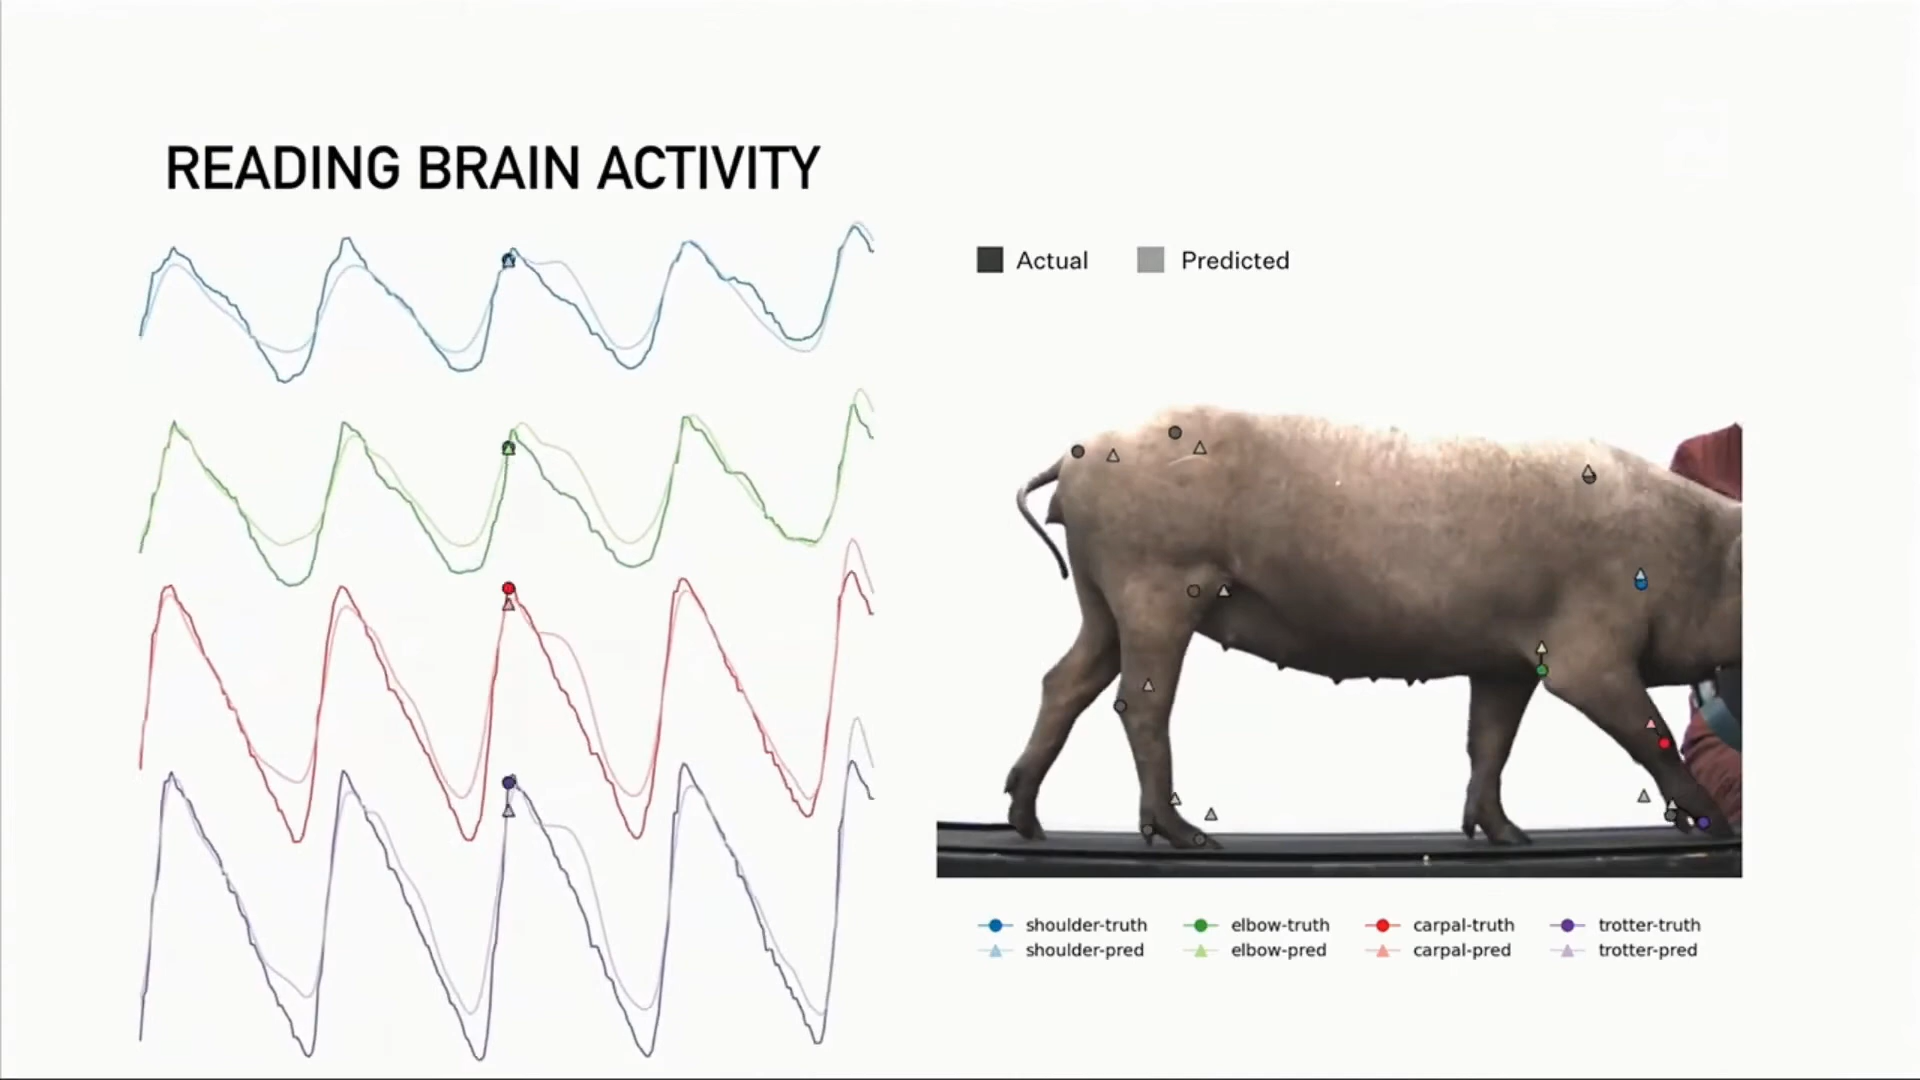 READING BRAIN ACTIVITY
Actual Predicted
shoulder-truth elbow-truth carpal-truth trotter-truth
shoulder-pred elbow-pred carpal-pred trotter-pred